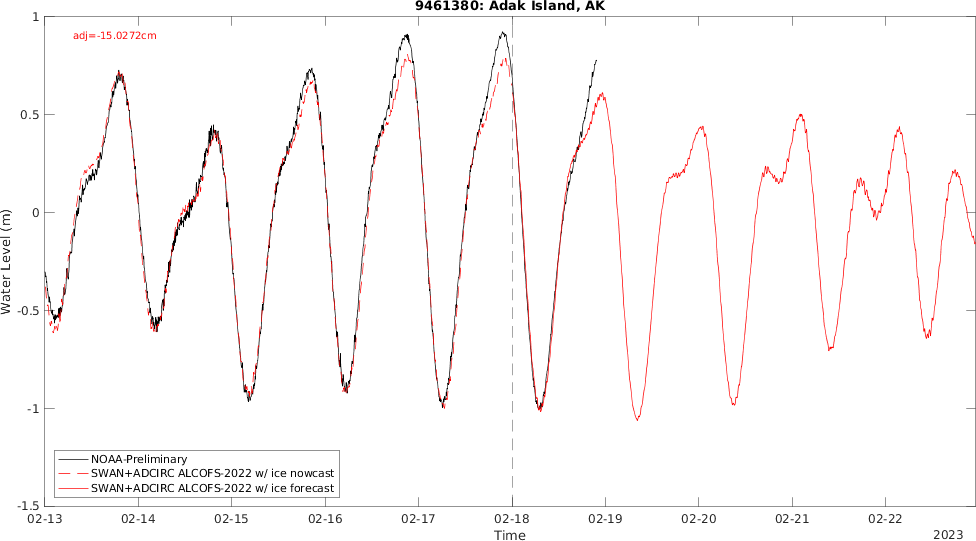 9461380: Adak Island, AK
adj=-15.0272cm
1
0.5
0
-0.5
-1
-1.5
Water Level (m)
NOAA-Preliminary
SWAN+ADCIRC ALCOFS-2022 w/ ice nowcast
SWAN+ADCIRC ALCOFS-2022 w/ ice forecast
02-13 02-14 02-15 02-16 02-17 02-18 02-19 02-20 02-21 02-22
Time
2023